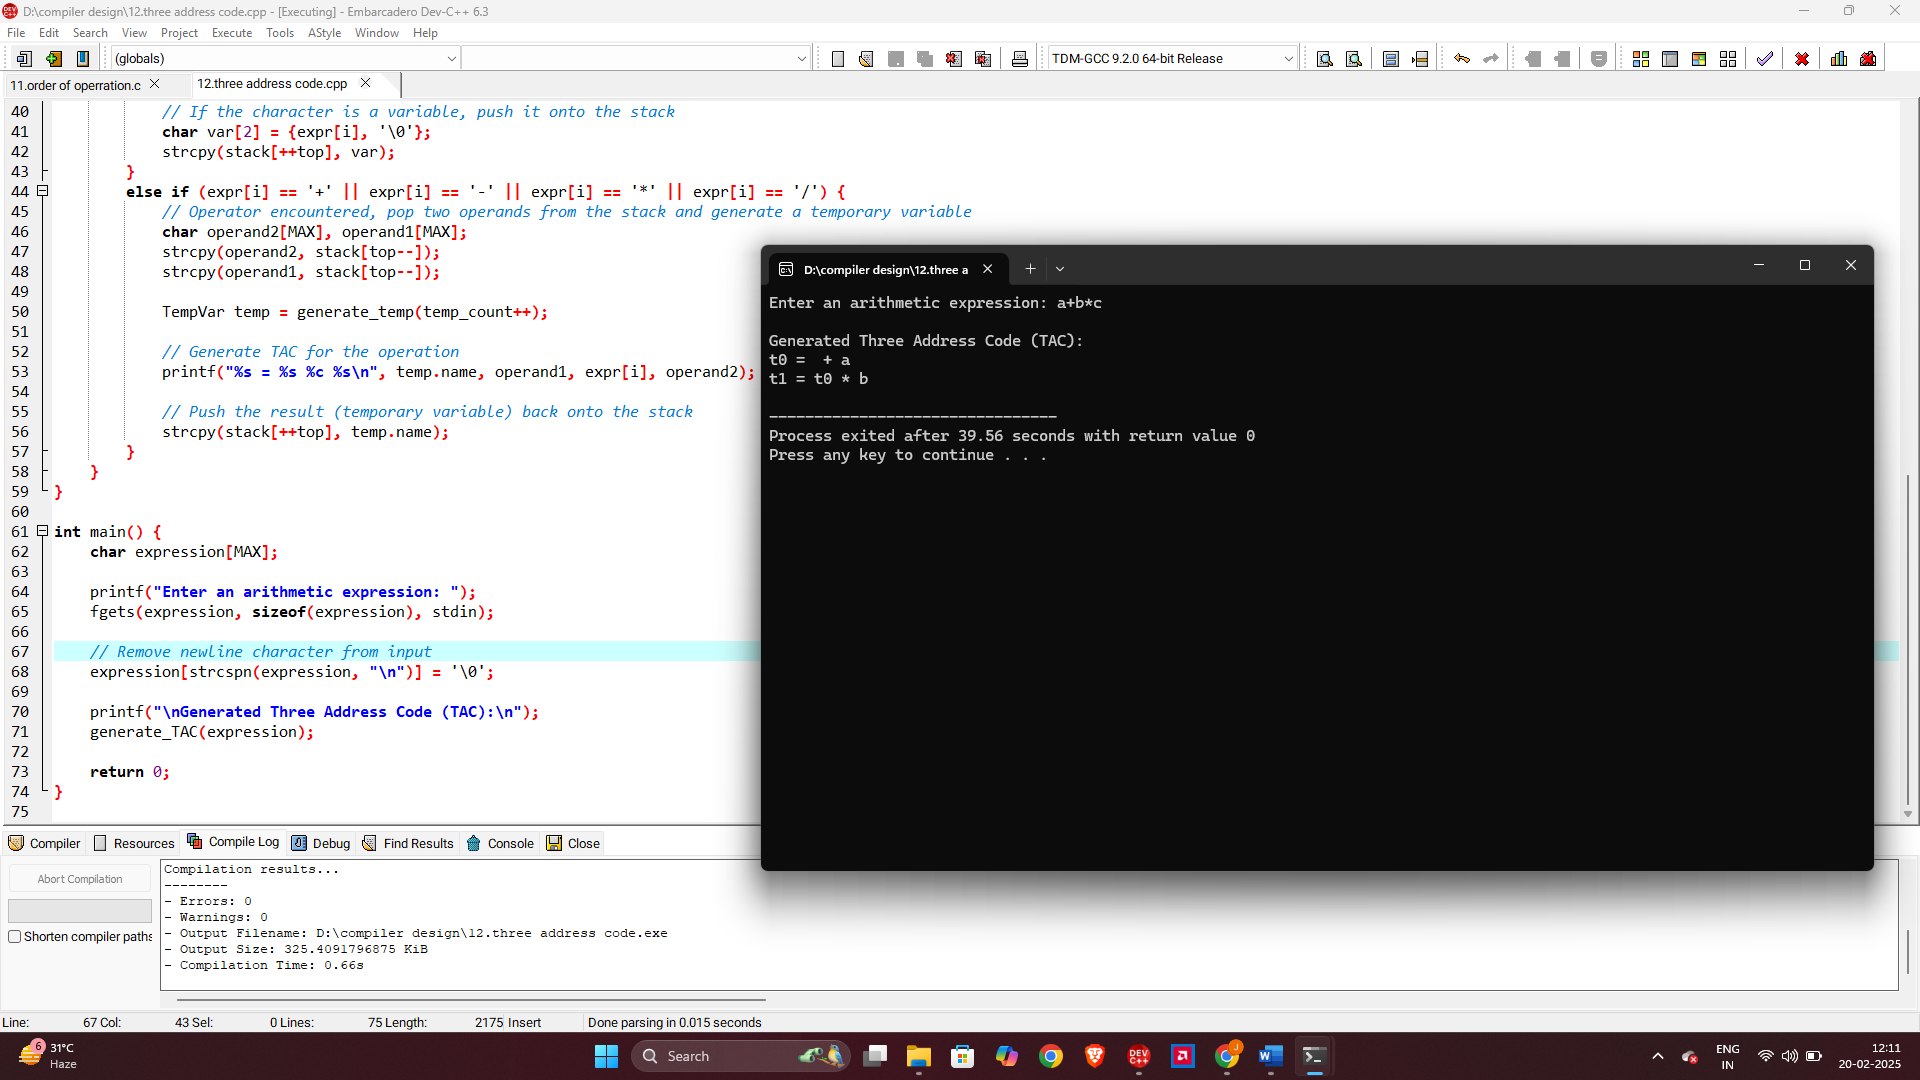 D:\compiler design\12.three address code.cpp - [Executing] - Embarcadero Dev-C++ 6.3
File Edit Search View Project Execute Tools AStyle Window Help
(globals)
TDM-GCC 9.2.0 64-bit Release
11.order of operration.c
12.three address code.cpp
40 // If the character is a variable, push it onto the stack
41 char var[2] = {expr[i], '\0'};
42 strcpy(stack[++top], var);
43 }
44 else if (expr[i] == '+' || expr[i] == '-' || expr[i] == '*' || expr[i] == '/') {
45 // Operator encountered, pop two operands from the stack and generate a temporary variable
46 char operand2[MAX], operand1[MAX];
47 strcpy(operand2, stack[top--]);
48 strcpy(operand1, stack[top--]);
49
50 TempVar temp = generate_temp(temp_count++);
51
52 // Generate TAC for the operation
53 printf("%s = %s %c %s\n", temp.name, operand1, expr[i], operand2);
54
55 // Push the result (temporary variable) back onto the stack
56 strcpy(stack[++top], temp.name);
57 }
58 }
59 }
60
61 int main() {
62 char expression[MAX];
63
64 printf("Enter an arithmetic expression: ");
65 fgets(expression, sizeof(expression), stdin);
66
67 // Remove newline character from input
68 expression[strcspn(expression, "\n")] = '\0';
69
70 printf("\nGenerated Three Address Code (TAC):\n");
71 generate_TAC(expression);
72
73 return 0;
74 }
75
D:\compiler design\12.three a
Enter an arithmetic expression: a+b*c
Generated Three Address Code (TAC):
t0 =  + a
t1 = t0 * b
--------------------------------
Process exited after 39.56 seconds with return value 0
Press any key to continue . . .
Compiler Resources Compile Log Debug Find Results Console Close
Abort Compilation
Shorten compiler paths
Compilation results...
--------
- Errors: 0
- Warnings: 0
- Output Filename: D:\compiler design\12.three address code.exe
- Output Size: 325.4091796875 KiB
- Compilation Time: 0.66s
Line: 67 Col: 43 Sel: 0 Lines: 75 Length: 2175 Insert Done parsing in 0.015 seconds
6
31°C
Haze
Search
DEV C++
J
ENG
IN
12:11
20-02-2025